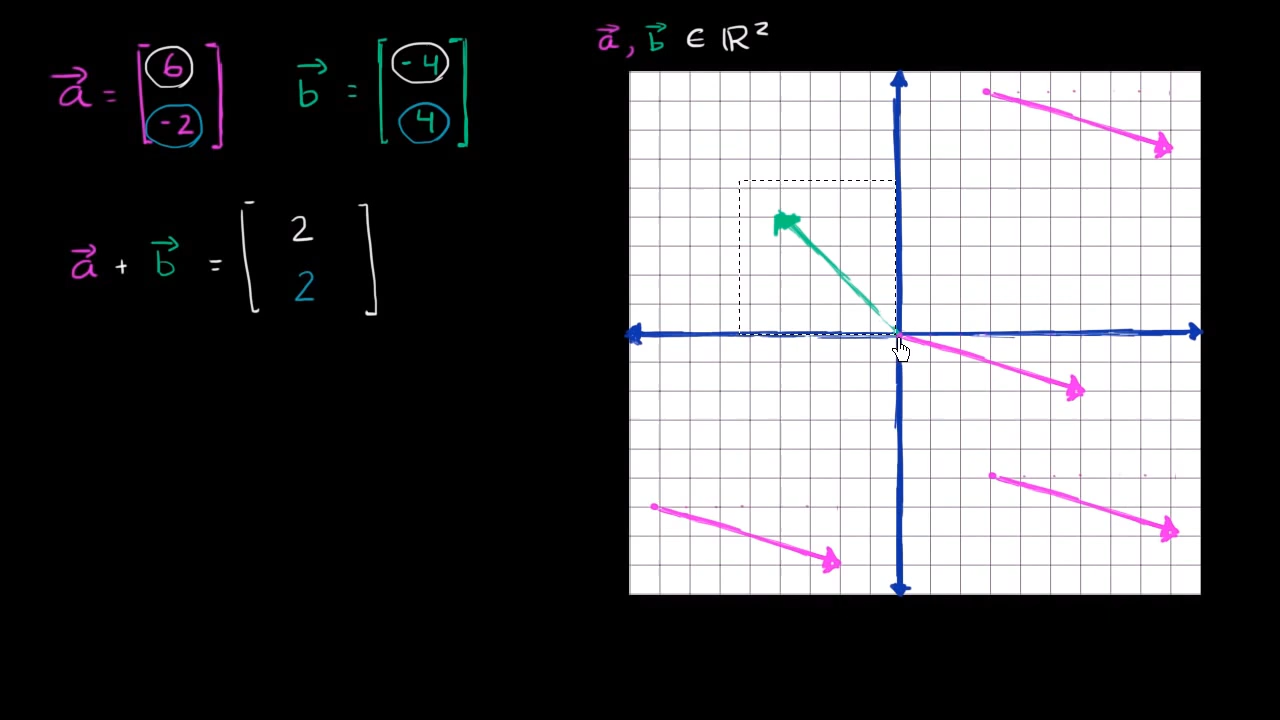 a⃗, b⃗ ∈ ℝ²
a⃗ = [6 b⃗ = [-4
-2] 4]
a⃗ + b⃗ = [2
2]